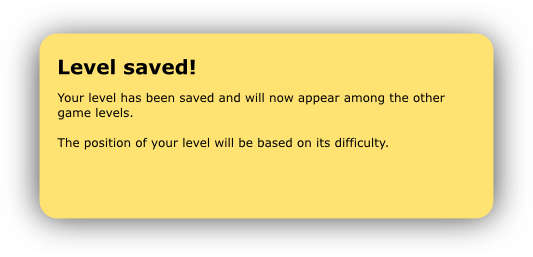 Level saved!
Your level has been saved and will now appear among the other
game levels.
The position of your level will be based on its difficulty.